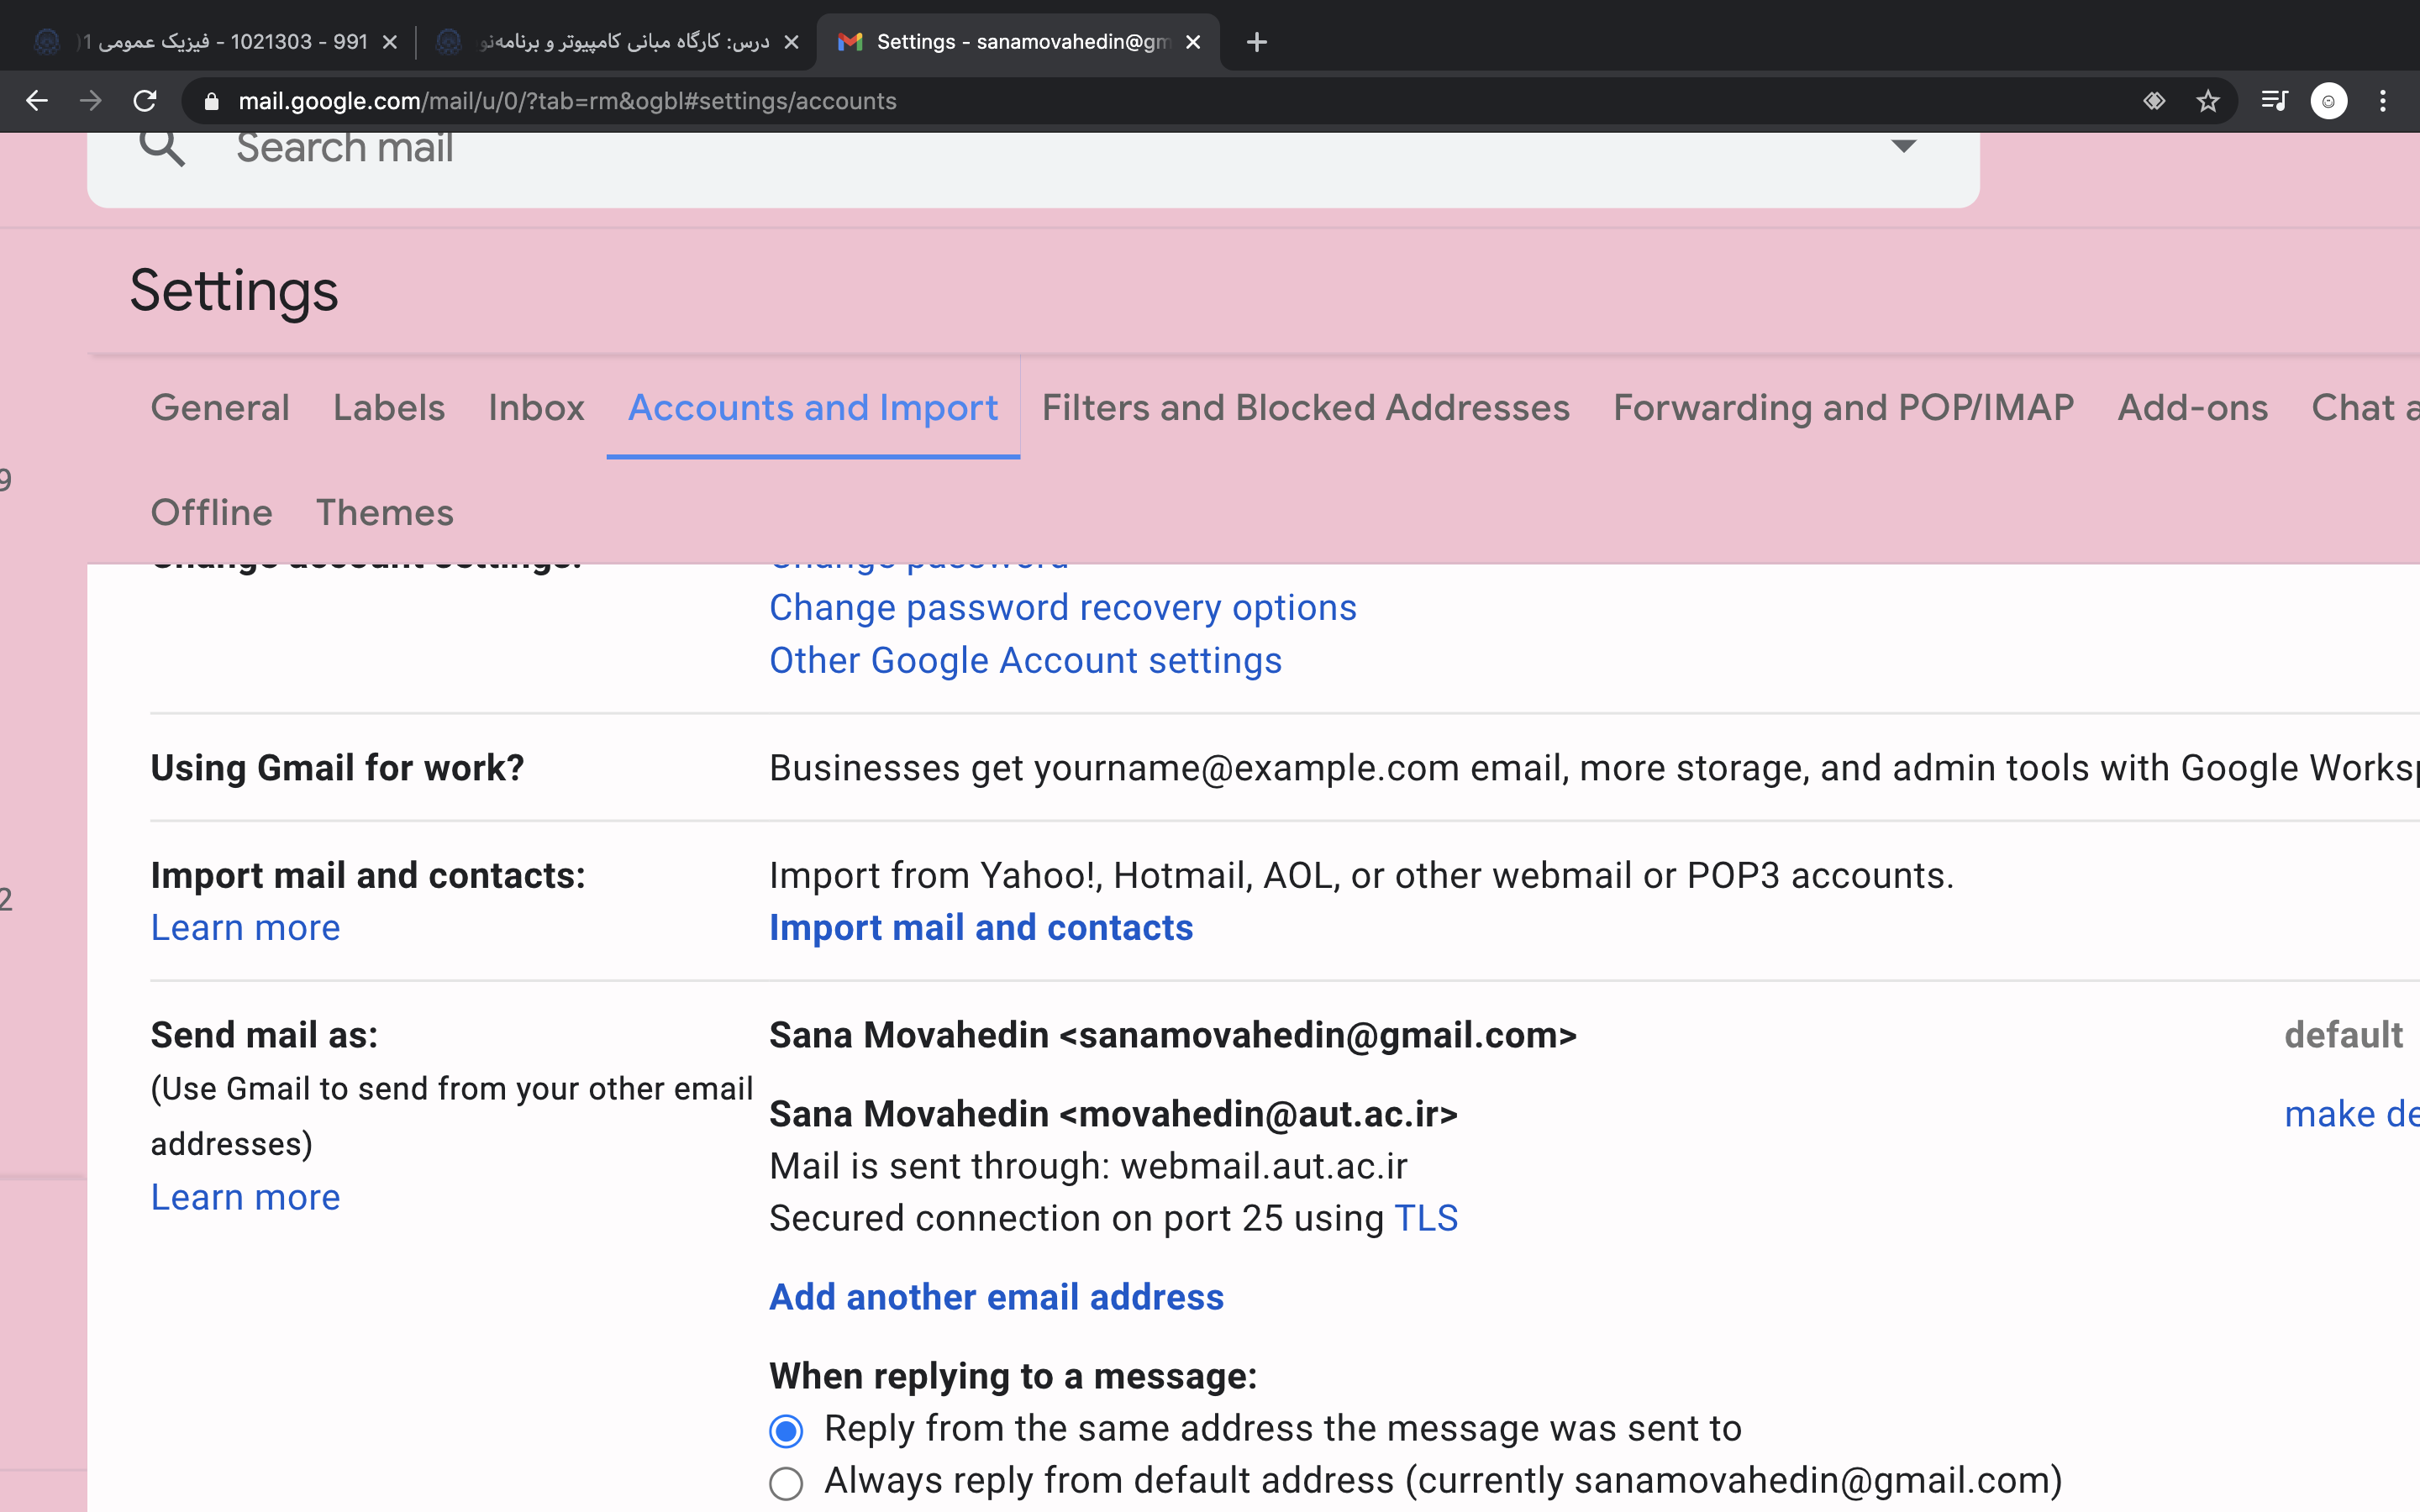 991 - 1021303 - فیزیک عمومی 1(
درس: کارگاه مبانی کامپیوتر و برنامه‌نو
Settings - sanamovahedin@gm
mail.google.com/mail/u/0/?tab=rm&ogbl#settings/accounts
Search mail
Settings
General Labels Inbox Accounts and Import Filters and Blocked Addresses Forwarding and POP/IMAP Add-ons Chat a
9
Offline Themes
Change account settings: Change password
Change password recovery options
Other Google Account settings
Using Gmail for work? Businesses get yourname@example.com email, more storage, and admin tools with Google Worksp
Import mail and contacts: Import from Yahoo!, Hotmail, AOL, or other webmail or POP3 accounts.
2
Learn more Import mail and contacts
Send mail as: Sana Movahedin <sanamovahedin@gmail.com> default
(Use Gmail to send from your other email
addresses)
Learn more
Sana Movahedin <movahedin@aut.ac.ir> make de
Mail is sent through: webmail.aut.ac.ir
Secured connection on port 25 using TLS
Add another email address
When replying to a message:
Reply from the same address the message was sent to
Always reply from default address (currently sanamovahedin@gmail.com)